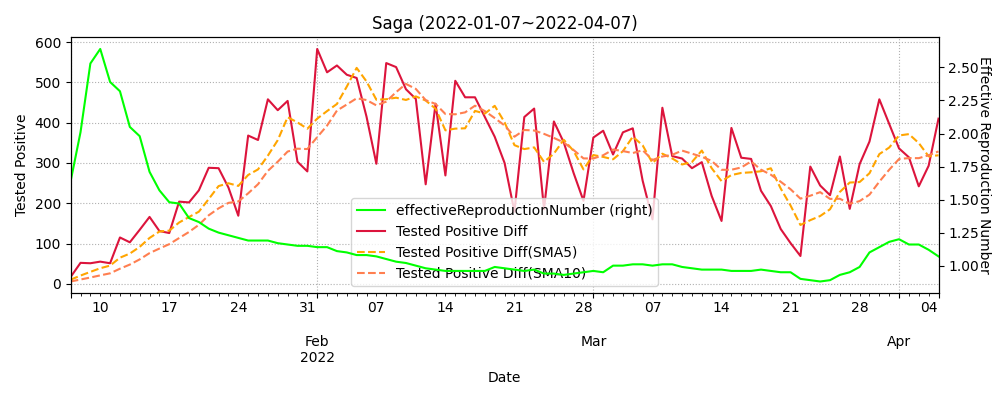 Saga (2022-01-07~2022-04-07)
600
500
400
300
200
100
0
Tested Positive
2.50
2.25
2.00
1.75
1.50
1.25
1.00
Effective Reproduction Number
effectiveReproductionNumber (right)
Tested Positive Diff
Tested Positive Diff(SMA5)
Tested Positive Diff(SMA10)
10 17 24 31 07 14 21 28 07 14 21 28 04
Feb Mar Apr
2022
Date